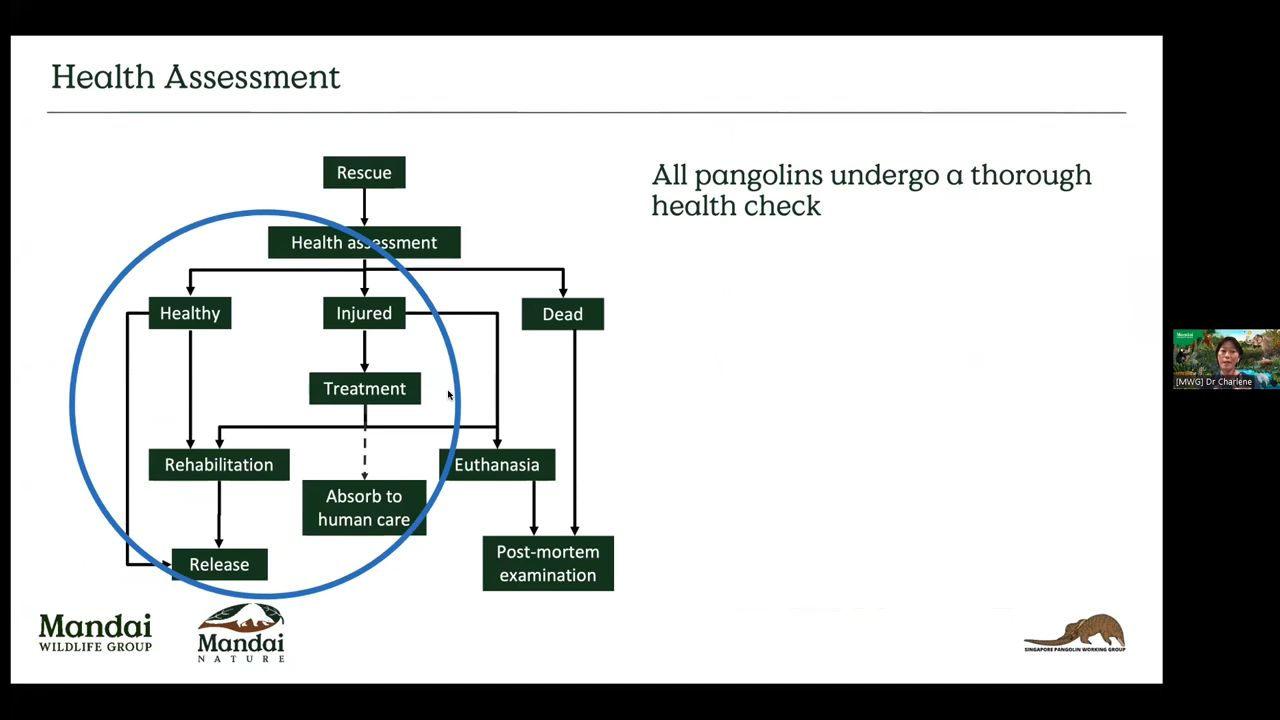 Health Assessment
Rescue
All pangolins undergo a thorough
health check
Health assessment
Healthy
Injured
Dead
Treatment
Rehabilitation
Euthanasia
Absorb to
human care
Post-mortem
examination
Release
Mandai
WILDLIFE GROUP
Mandai
NATURE
SINGAPORE PANGOLIN WORKING GROUP
Mandai
[MWG] Dr Charlene